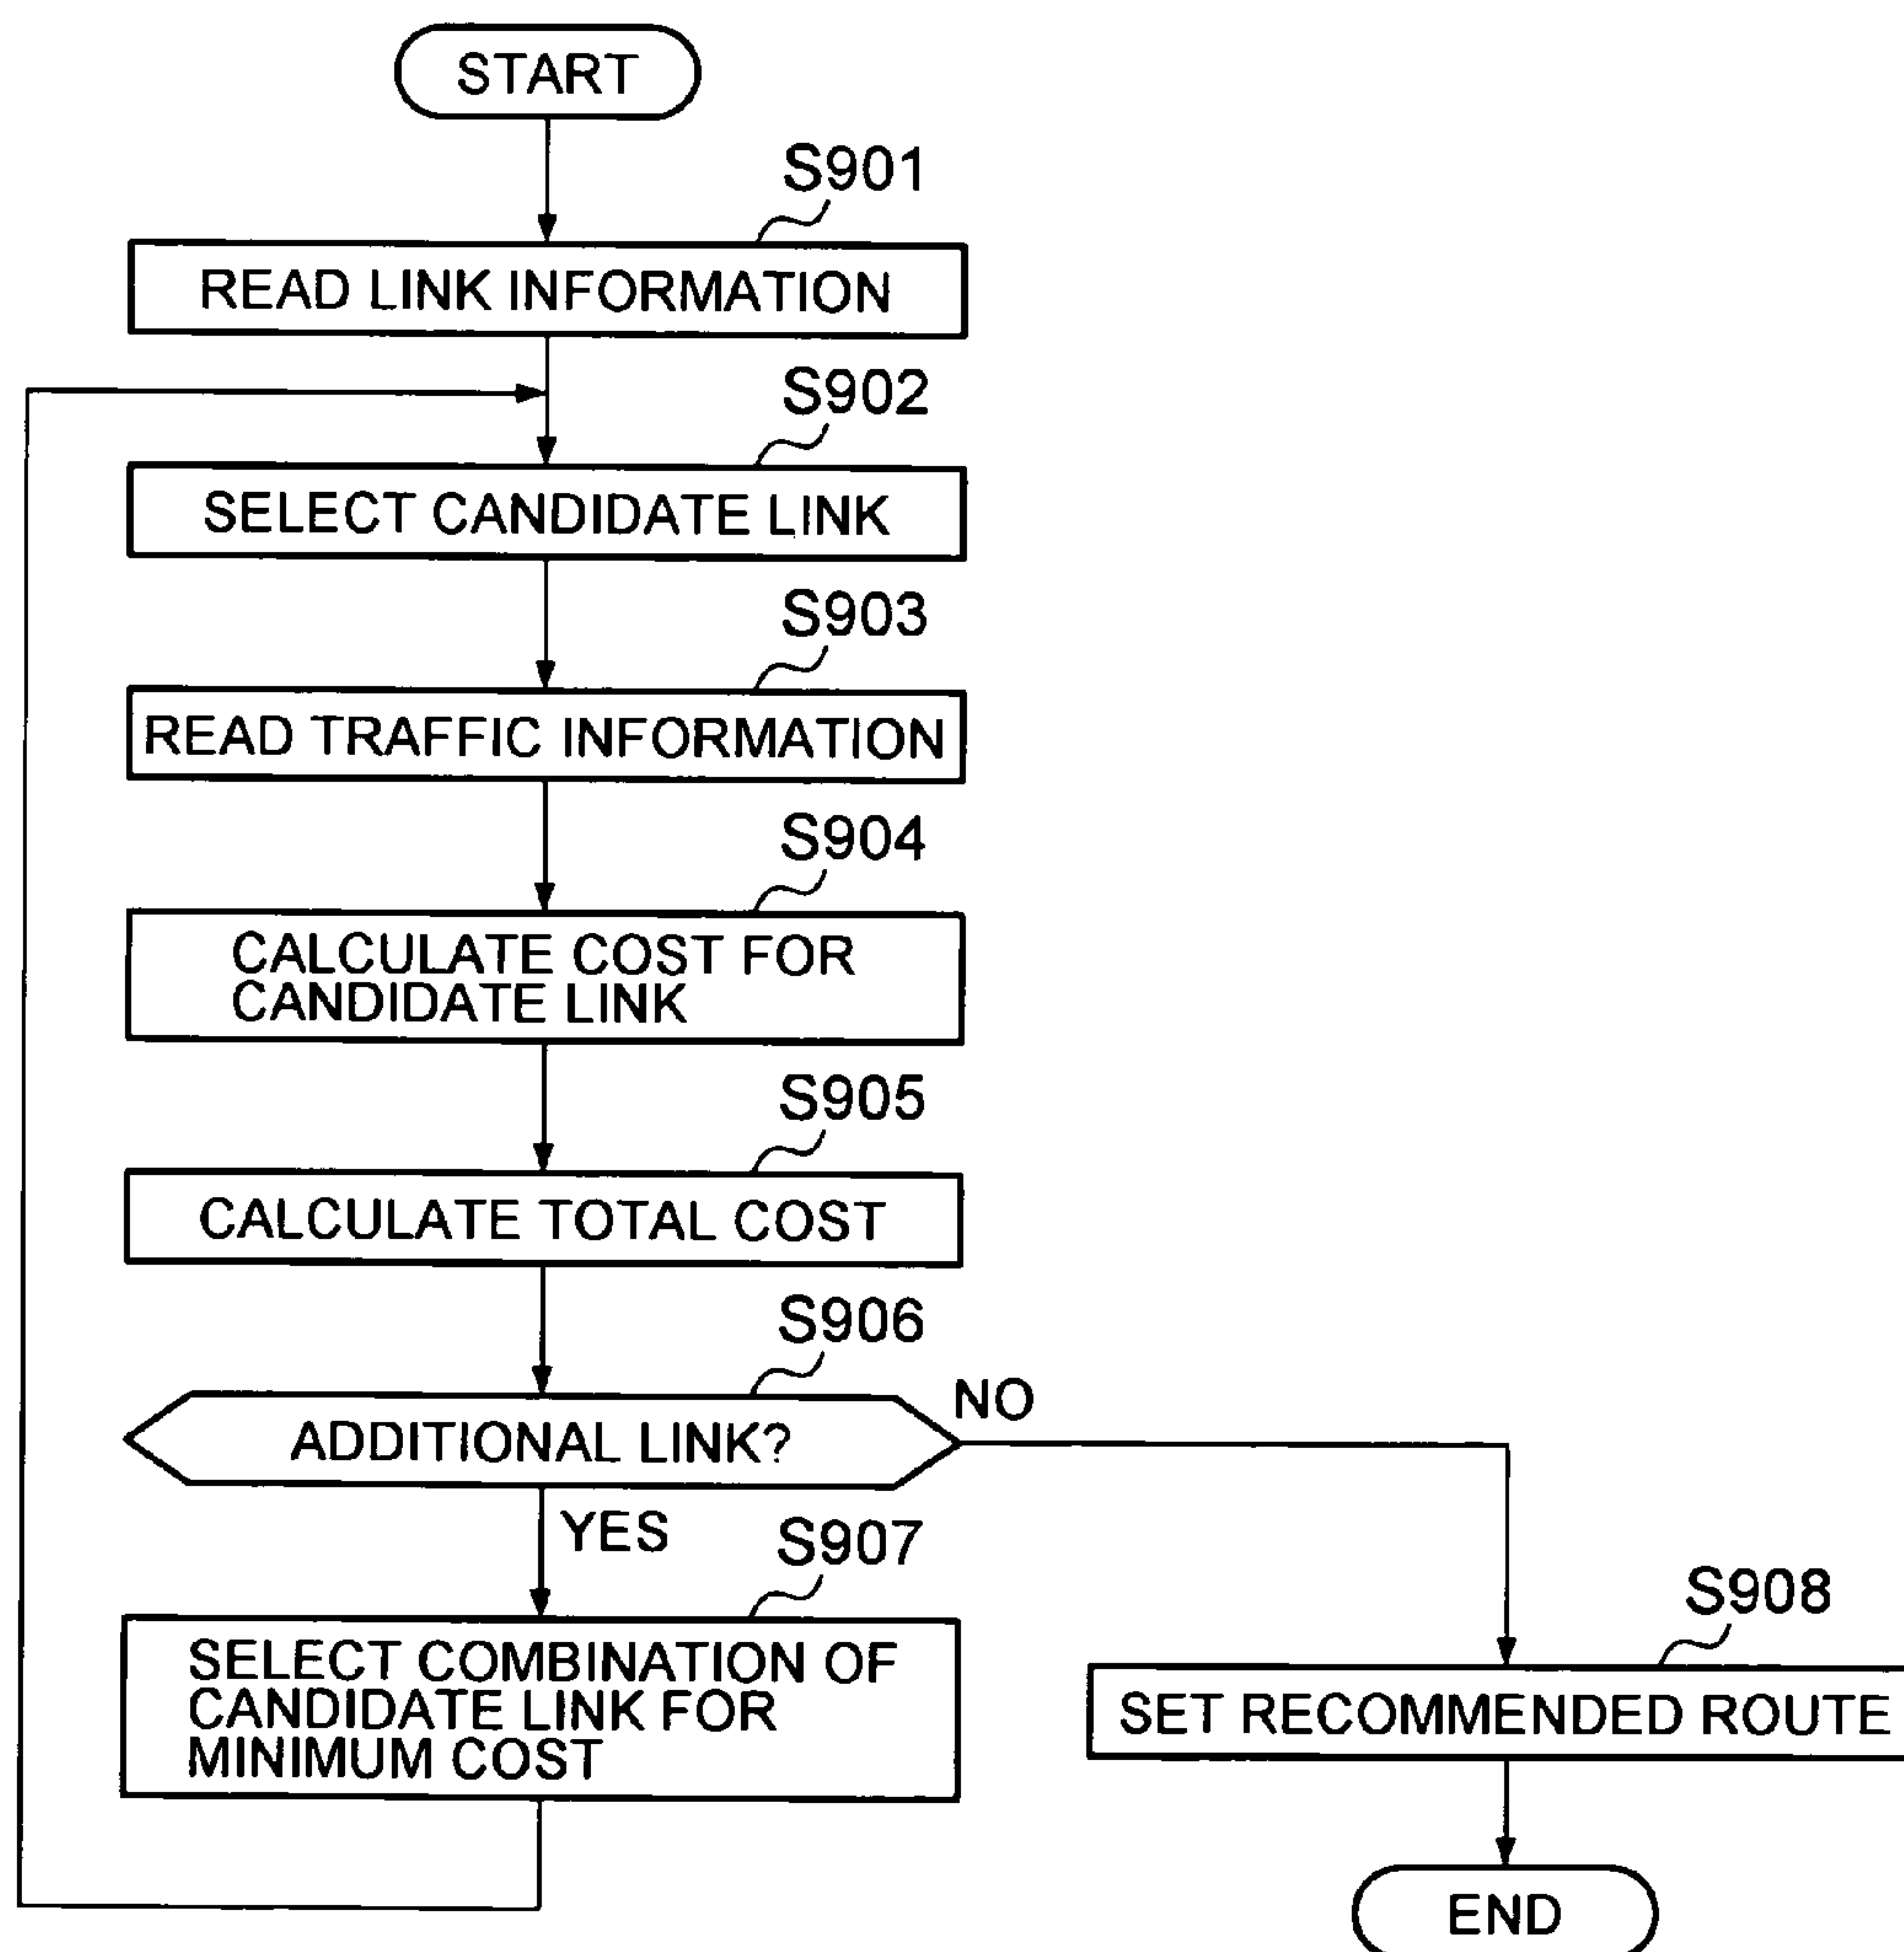 START
S901
READ LINK INFORMATION
S902
SELECT CANDIDATE LINK
S903
READ TRAFFIC INFORMATION
S904
CALCULATE COST FOR
CANDIDATE LINK
S905
CALCULATE TOTAL COST
S906
ADDITIONAL LINK?
NO
YES
S907
SELECT COMBINATION OF
CANDIDATE LINK FOR
MINIMUM COST
S908
SET RECOMMENDED ROUTE
END